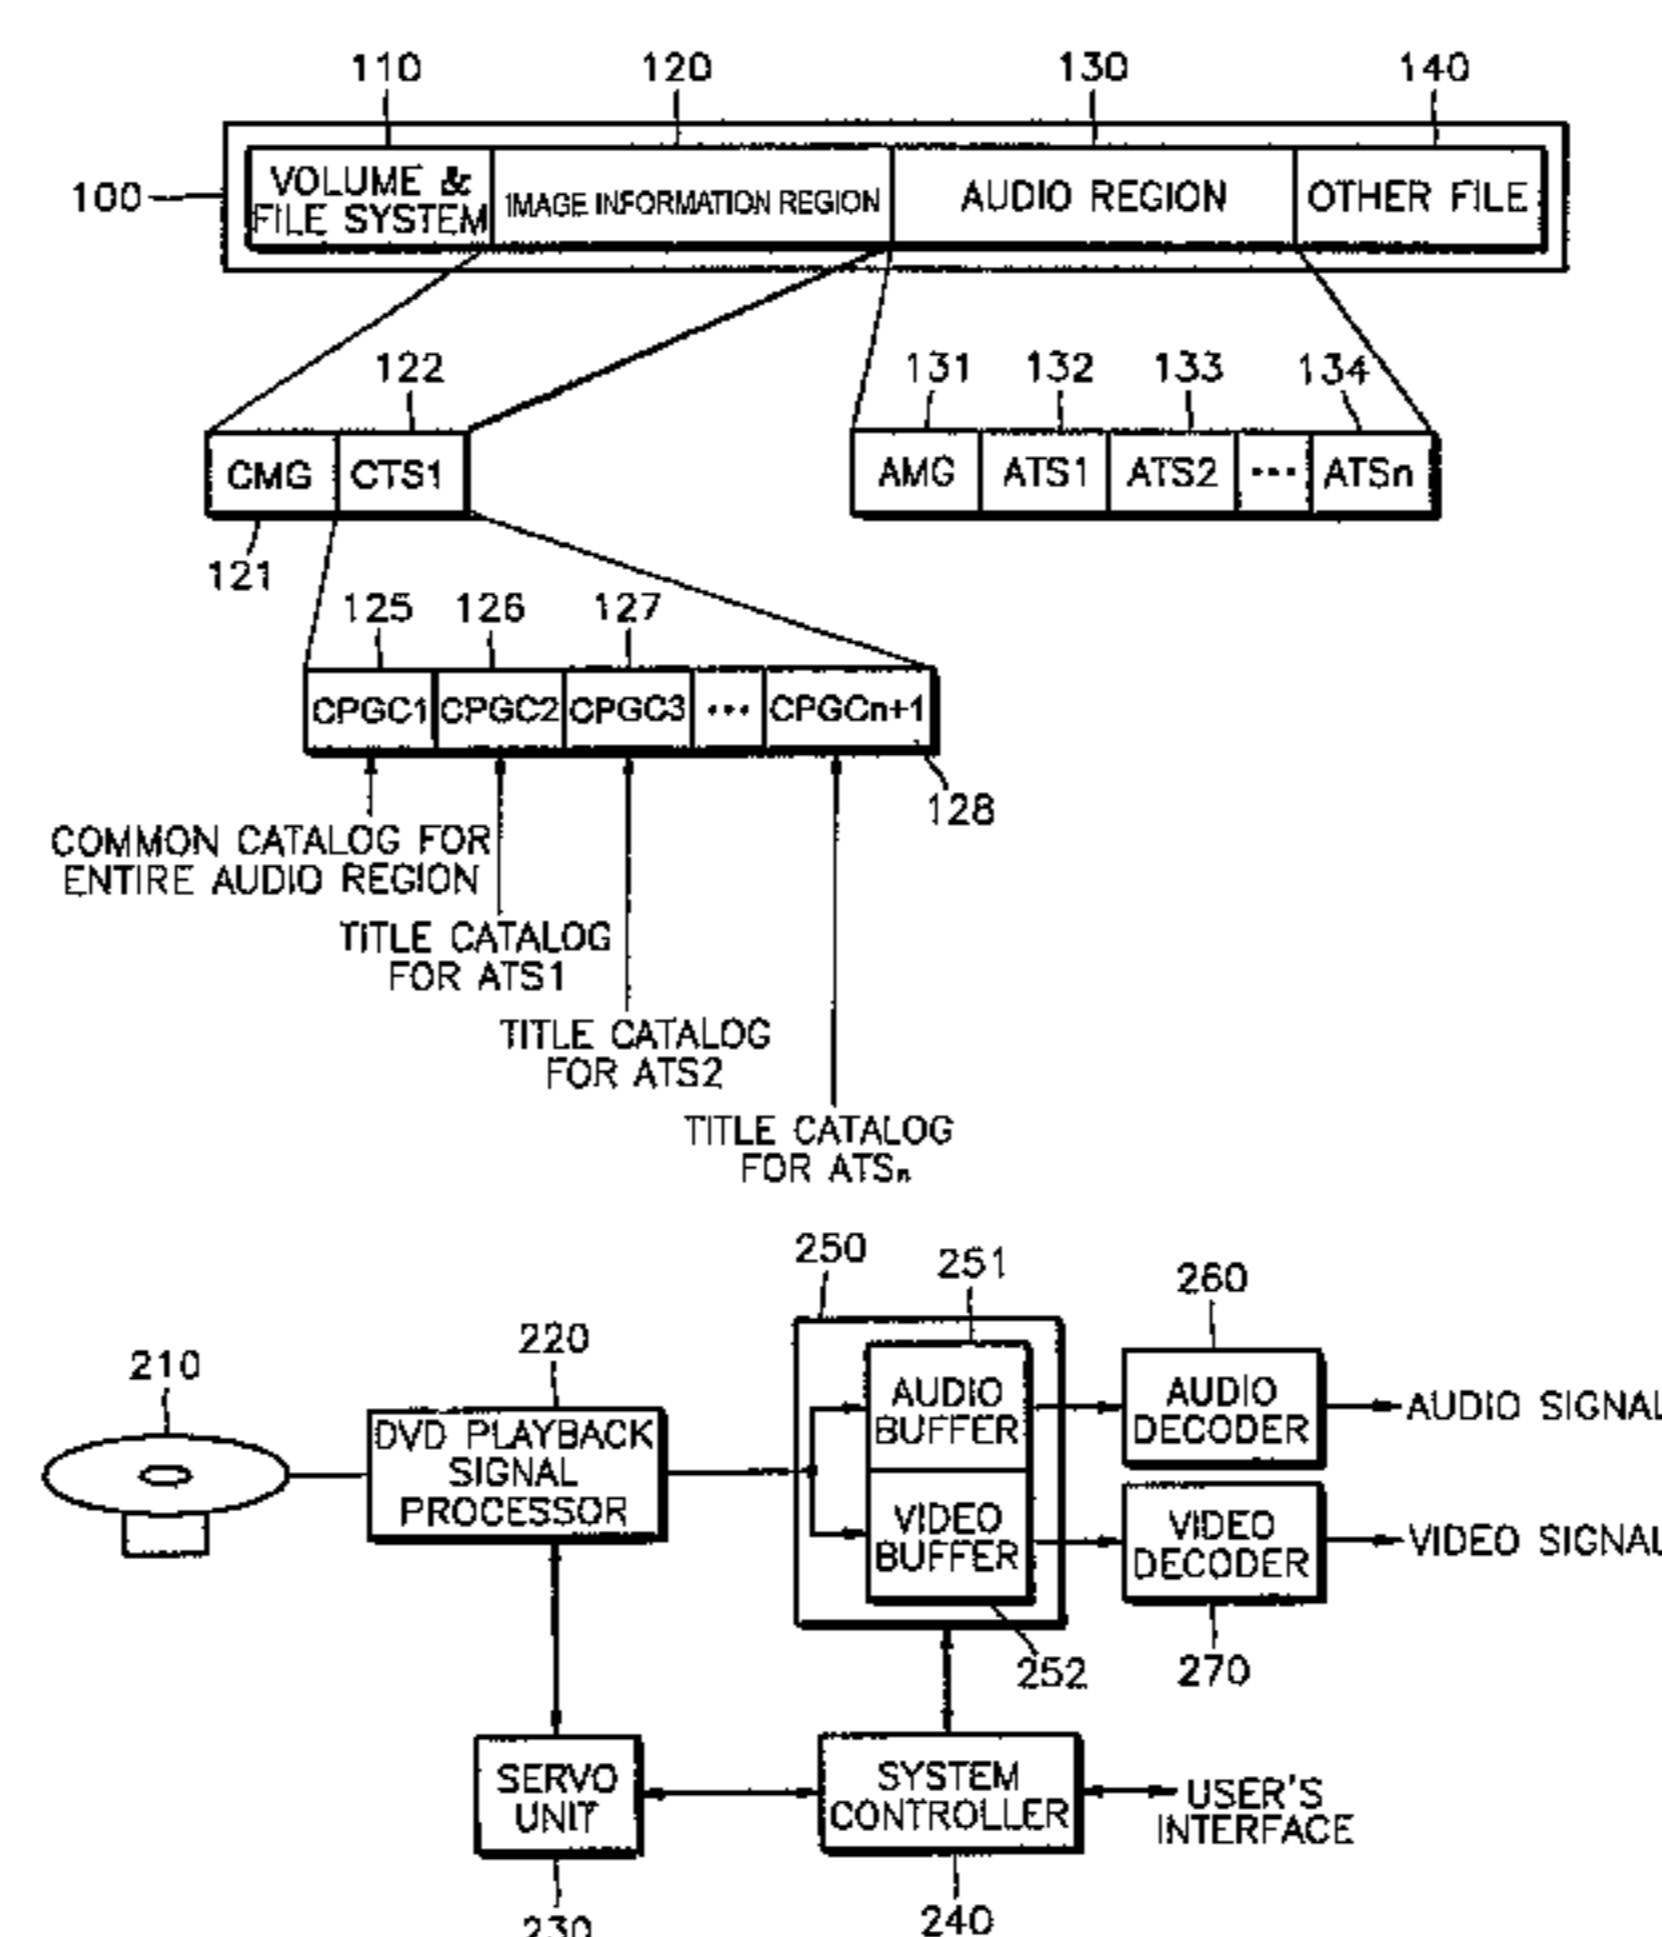 110 120 130 140
100
VOLUME & FILE SYSTEM
IMAGE INFORMATION REGION
AUDIO REGION
OTHER FILE
122
131 132 133 134
CMG CTS1
AMG ATS1 ATS2 ••• ATSn
121
125 126 127
CPGC1 CPGC2 CPGC3 ••• CPGCn+1
128
COMMON CATALOG FOR
ENTIRE AUDIO REGION
TITLE CATALOG
FOR ATS1
TITLE CATALOG
FOR ATS2
TITLE CATALOG
FOR ATSn
250 251 260
210 220
DVD PLAYBACK
SIGNAL
PROCESSOR
AUDIO
BUFFER
AUDIO
DECODER
AUDIO SIGNAL
VIDEO
BUFFER
VIDEO
DECODER
VIDEO SIGNAL
252 270
SERVO
UNIT
SYSTEM
CONTROLLER
USER'S
INTERFACE
230 240